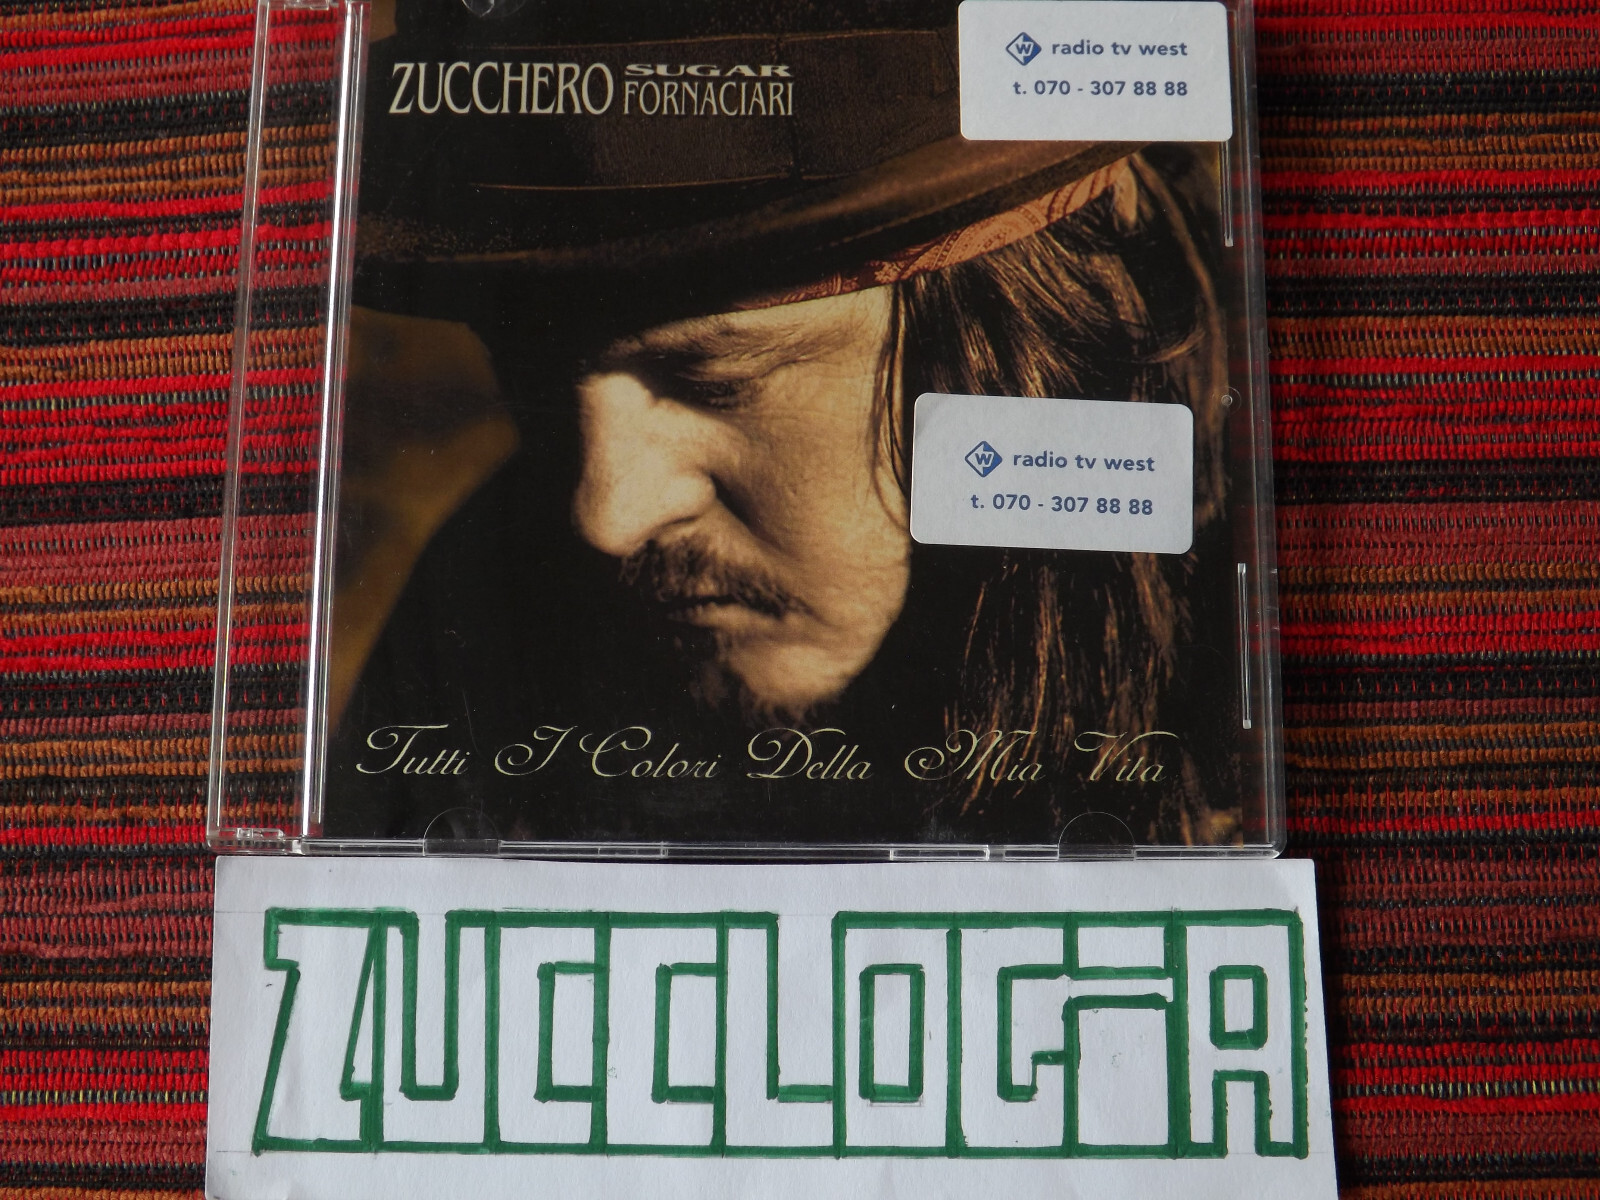 ZUCCHERO SUGAR FORNACIARI
W radio tv west
t. 070 - 307 88 88
W radio tv west
t. 070 - 307 88 88
Tutti I Colori Della Mia Vita
ZUCCLOGIA